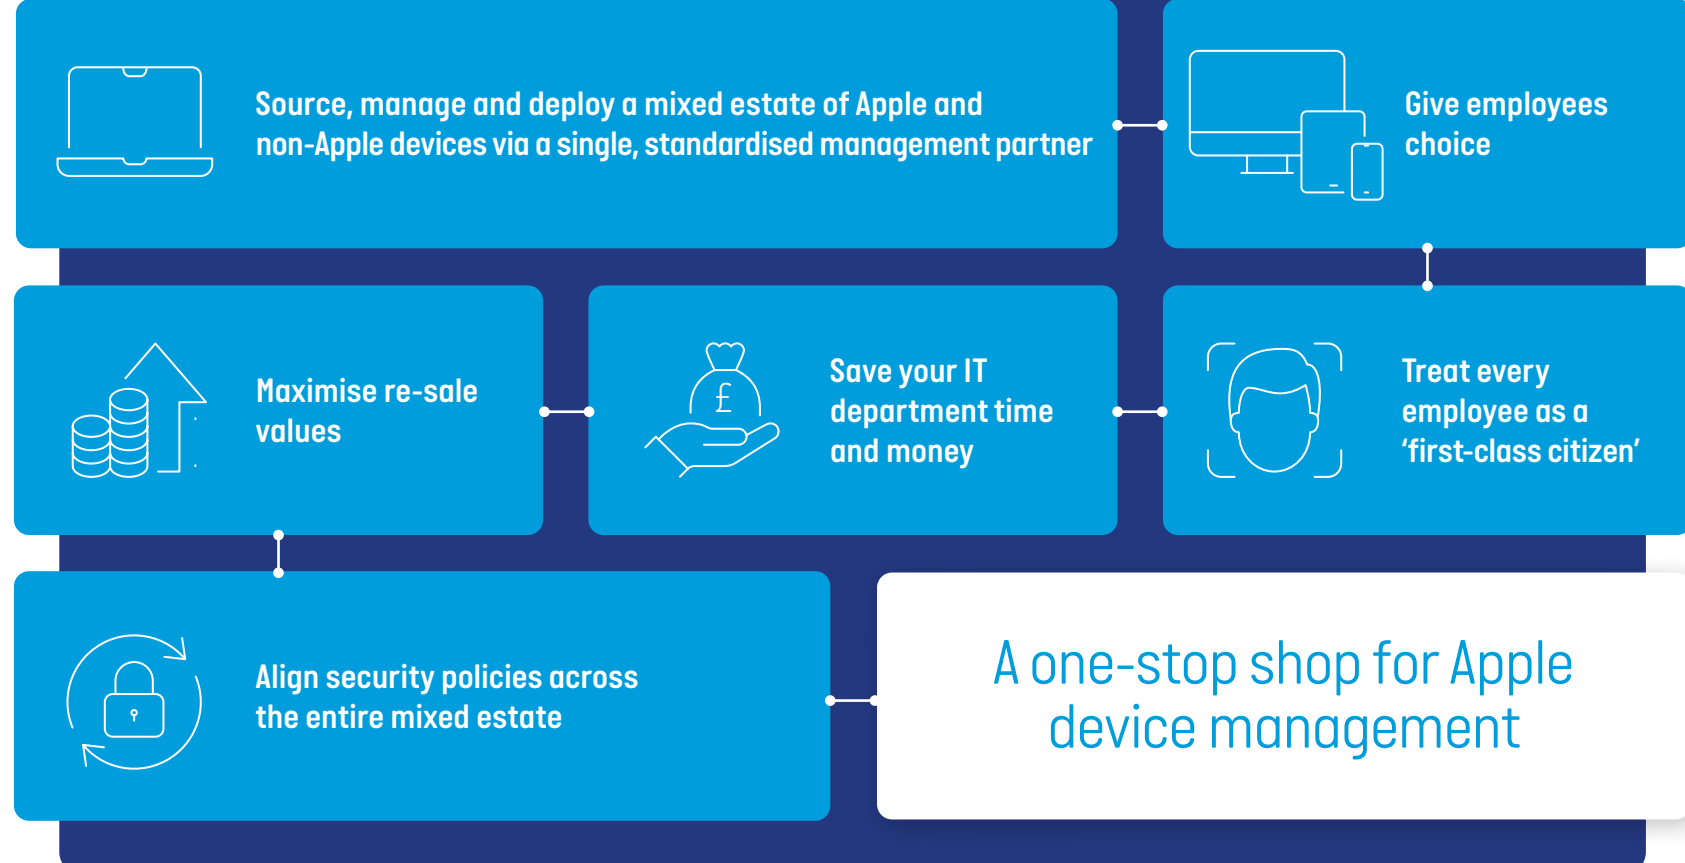 Source, manage and deploy a mixed estate of Apple and
non-Apple devices via a single, standardised management partner
Give employees
choice
Maximise re-sale
values
£
Save your IT
department time
and money
Treat every
employee as a
‘first-class citizen’
Align security policies across
the entire mixed estate
A one-stop shop for Apple
device management